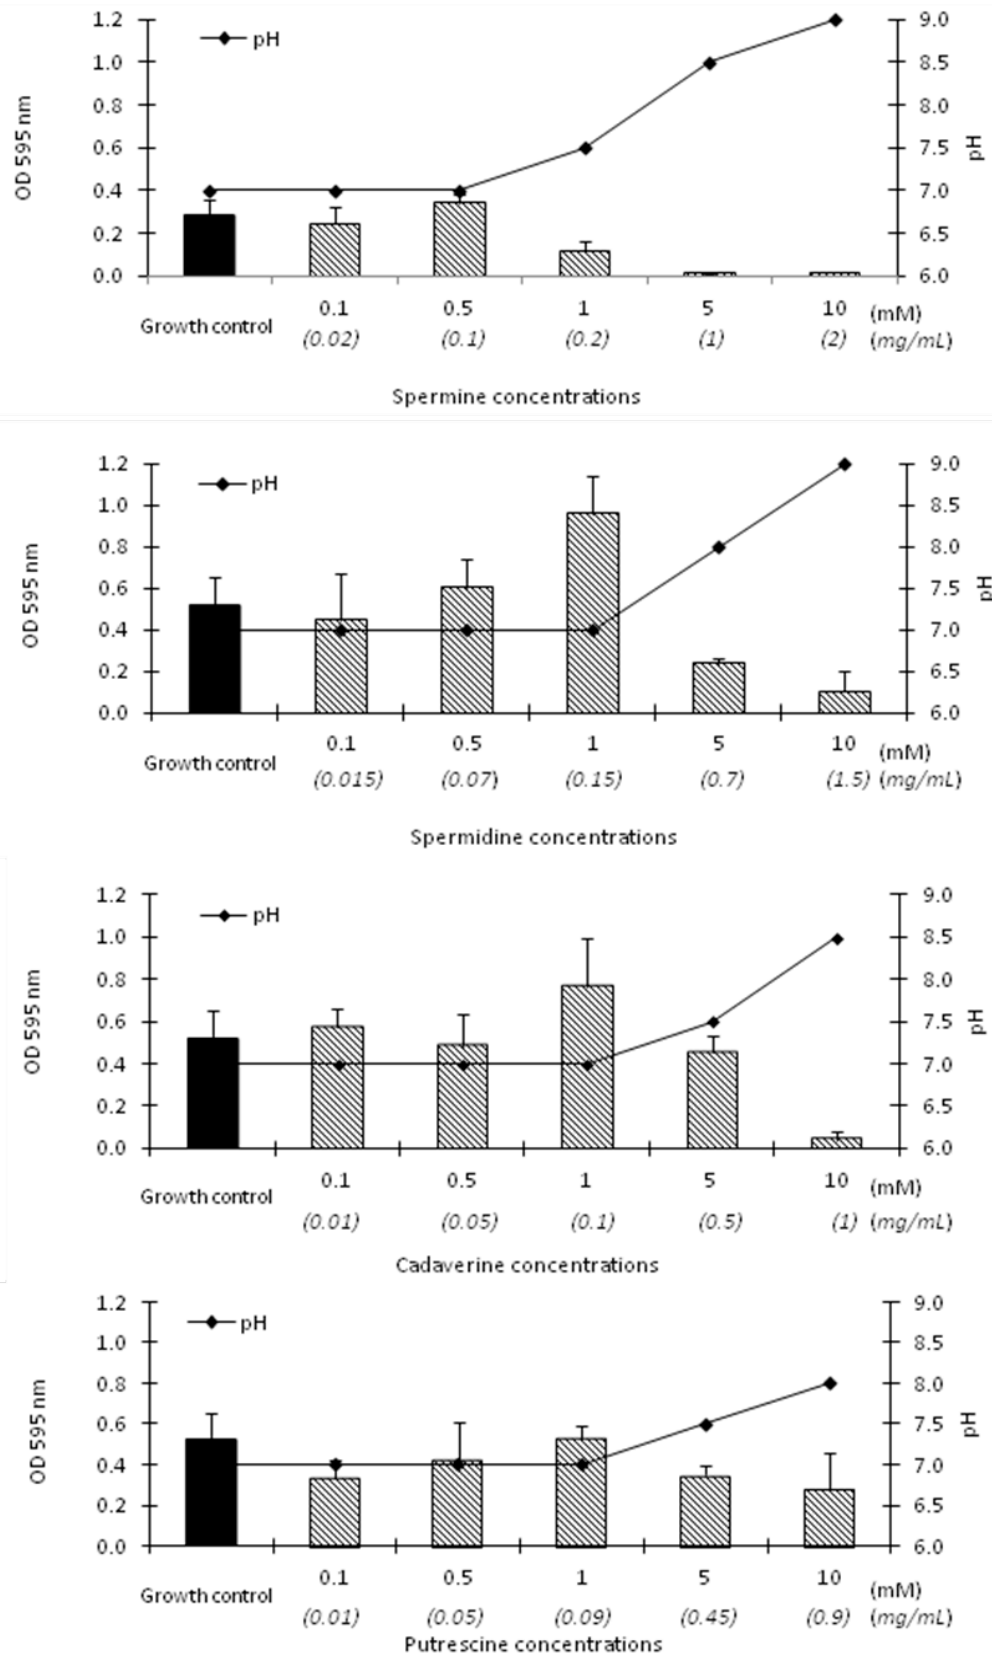 1.2 9.0
pH
1.0 8.5
0.8 8.0
OD 595 nm
0.6 7.5 pH
0.4 7.0
0.2 6.5
0.0 6.0
0.1 0.5 1 5 10 (mM)
Growth control
(0.02) (0.1) (0.2) (1) (2) (mg/mL)
Spermine concentrations
1.2 9.0
pH
1.0 8.5
0.8 8.0
OD 595 nm
0.6 7.5 pH
0.4 7.0
0.2 6.5
0.0 6.0
0.1 0.5 1 5 10 (mM)
Growth control
(0.015) (0.07) (0.15) (0.7) (1.5) (mg/mL)
Spermidine concentrations
1.2 9.0
pH
1.0 8.5
0.8 8.0
OD 595 nm
0.6 7.5 pH
0.4 7.0
0.2 6.5
0.0 6.0
0.1 0.5 1 5 10 (mM)
Growth control
(0.01) (0.05) (0.1) (0.5) (1) (mg/mL)
Cadaverine concentrations
1.2 9.0
pH
1.0 8.5
0.8 8.0
OD 595 nm
0.6 7.5 pH
0.4 7.0
0.2 6.5
0.0 6.0
0.1 0.5 1 5 10 (mM)
Growth control
(0.01) (0.05) (0.09) (0.45) (0.9) (mg/mL)
Putrescine concentrations